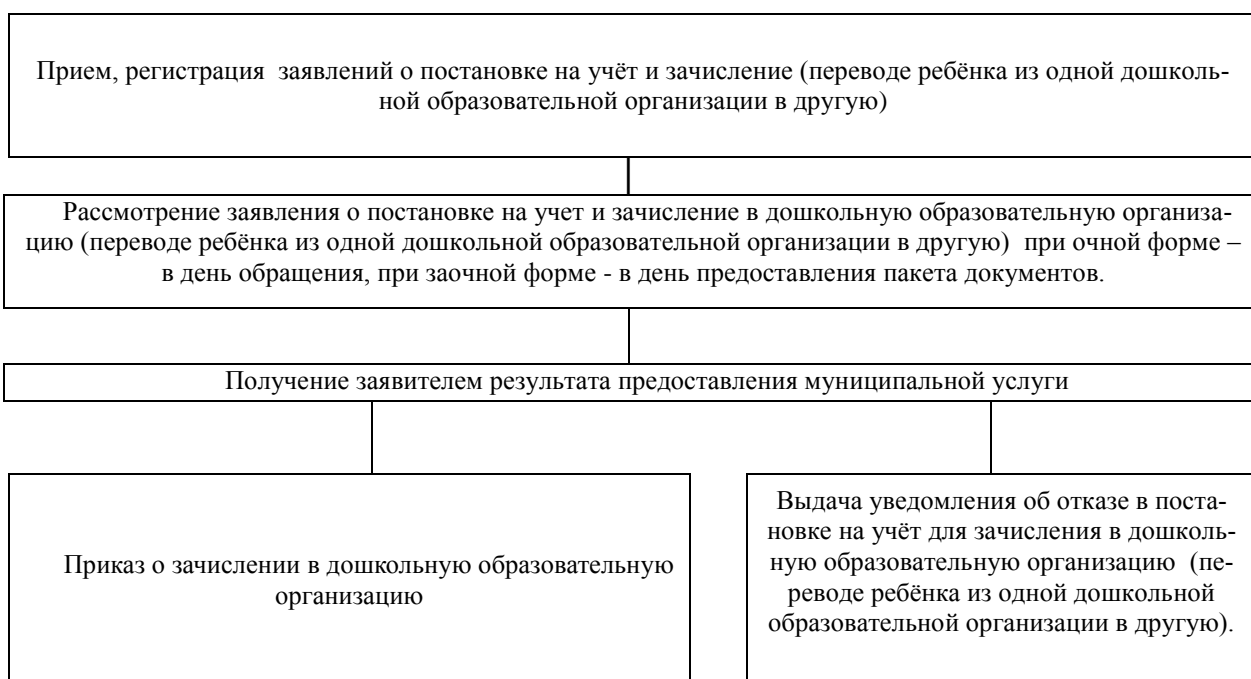 Прием, регистрация  заявлений о постановке на учёт и зачисление (переводе ребёнка из одной дошколь-
ной образовательной организации в другую)
Рассмотрение заявления о постановке на учет и зачисление в дошкольную образовательную организа-
цию (переводе ребёнка из одной дошкольной образовательной организации в другую)  при очной форме –
в день обращения, при заочной форме - в день предоставления пакета документов.
Получение заявителем результата предоставления муниципальной услуги
Приказ о зачислении в дошкольную образовательную
организацию
Выдача уведомления об отказе в поста-
новке на учёт для зачисления в дошколь-
ную образовательную организацию  (пе-
реводе ребёнка из одной дошкольной
образовательной организации в другую).